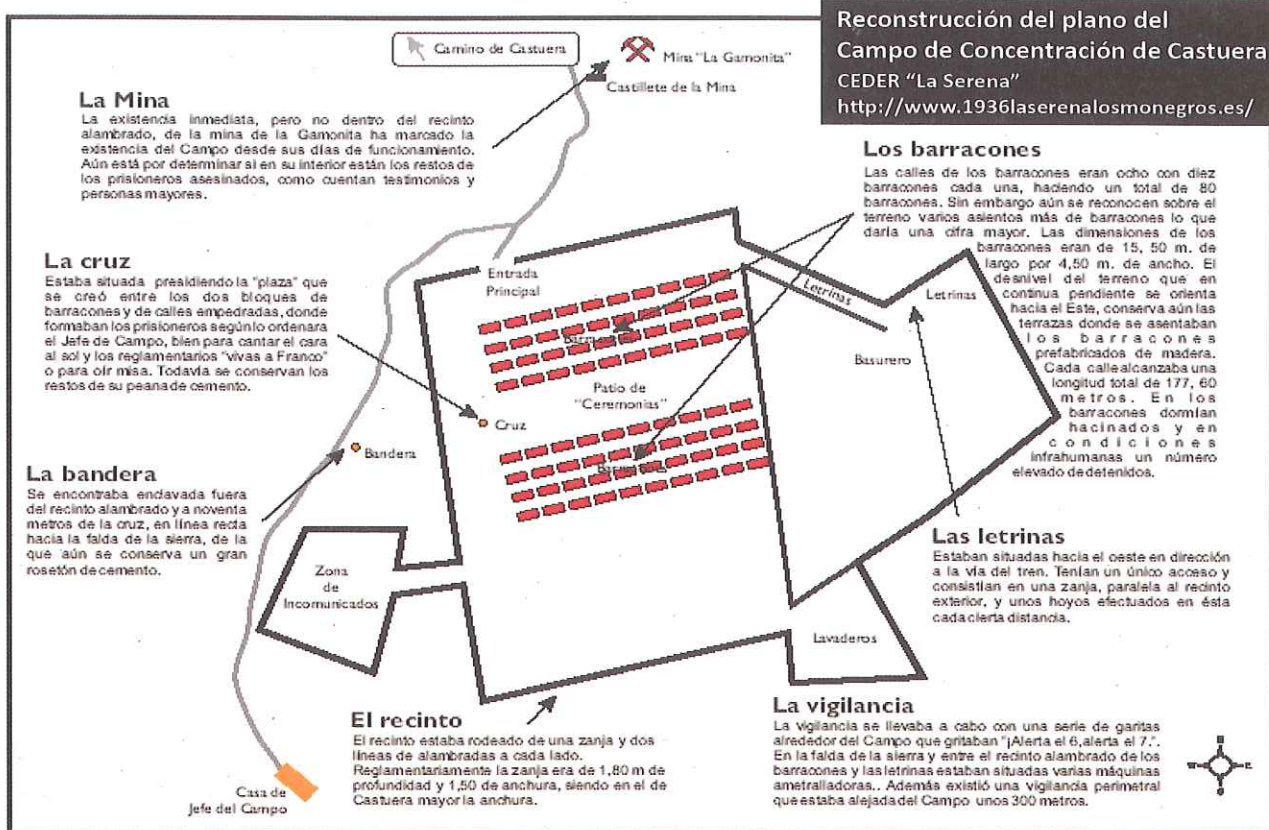 Reconstrucción del plano del
Campo de Concentración de Castuera
CEDER “La Serena”
http://www.1936laserenalosmonegros.es/
Camino de Castuera
Mina "La Gamonita"
Castillete de la Mina
La Mina
La existencia inmediata, pero no dentro del recinto
alambrado, de la mina de la Gamonita ha marcado la
existencia del Campo desde sus días de funcionamiento.
Aún está por determinar si en su interior están los restos de
los prisioneros asesinados, como cuentan testimonios y
personas mayores.
Los barracones
Las calles de los barracones eran ocho con diez
barracones cada una, haciendo un total de 80
barracones. Sin embargo aún se reconocen sobre el
terreno varios asientos más de barracones lo que
daría una cifra mayor. Las dimensiones de los
barracones eran de 15, 50 m. de
largo por 4,50 m. de ancho. El
desnivel del terreno que en
continua pendiente se orienta
hacia el Este, conserva aún las
terrazas donde se asentaban
los barracones
prefabricados de madera.
Cada calle alcanzaba una
longitud total de 177, 60
metros. En los
barracones dormían
hacinados y en
condiciones
infrahumanas un número
elevado de detenidos.
La cruz
Estaba situada presidiendo la "plaza" que
se creó entre los dos bloques de
barracones y de calles empedradas, donde
formaban los prisioneros según lo ordenara
el Jefe de Campo, bien para cantar el cara
al sol y los reglamentarios "vivas a Franco"
o para oír misa. Todavía se conservan los
restos de su peana de cemento.
Entrada
Principal
Letrinas
Letrinas
Basurero
Barracones
Patio de
"Ceremonias"
Cruz
Barracones
Bandera
La bandera
Se encontraba enclavada fuera
del recinto alambrado y a noventa
metros de la cruz, en línea recta
hacia la falda de la sierra, de la
que aún se conserva un gran
rosetón de cemento.
Zona
de
Incomunicados
Las letrinas
Estaban situadas hacia el oeste en dirección
a la vía del tren. Tenían un único acceso y
consistían en una zanja, paralela al recinto
exterior, y unos hoyos efectuados en ésta
cada cierta distancia.
Lavaderos
El recinto
El recinto estaba rodeado de una zanja y dos
líneas de alambradas a cada lado.
Reglamentariamente la zanja era de 1,80 m de
profundidad y 1,50 de anchura, siendo en el de
Castuera mayor la anchura.
La vigilancia
La vigilancia se llevaba a cabo con una serie de garitas
alrededor del Campo que gritaban "¡Alerta el 6,alerta el 7.".
En la falda de la sierra y entre el recinto alambrado de los
barracones y las letrinas estaban situadas varias máquinas
ametralladoras.. Además existió una vigilancia perimetral
que estaba alejada del Campo unos 300 metros.
Casa de
Jefe del Campo